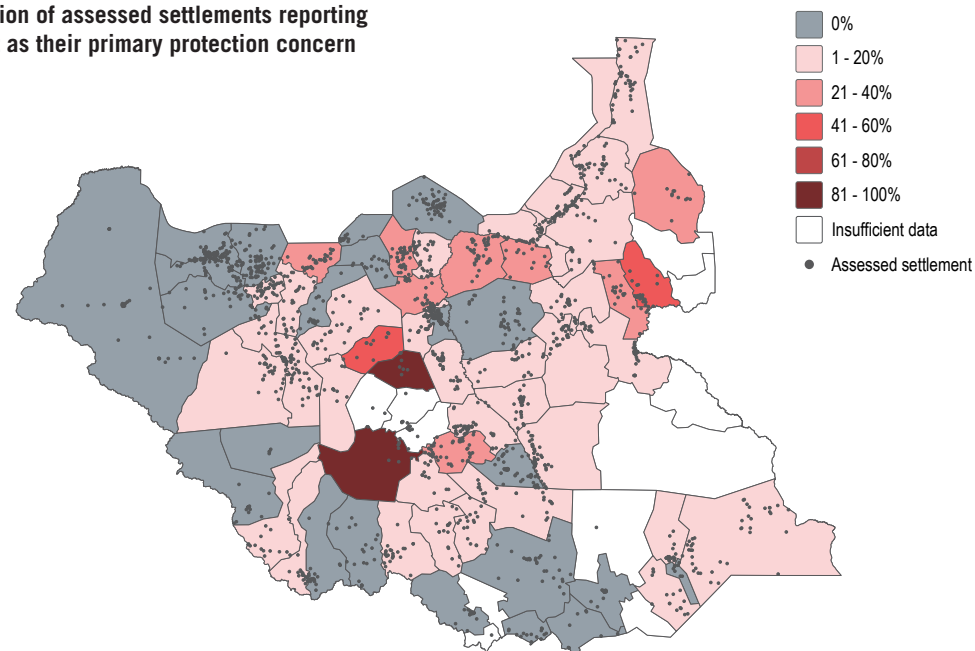 of assessed settlements reporting
as their primary protection concern
0%
1 - 20%
21 - 40%
41 - 60%
61 - 80%
81 - 100%
Insufficient data
Assessed settlement